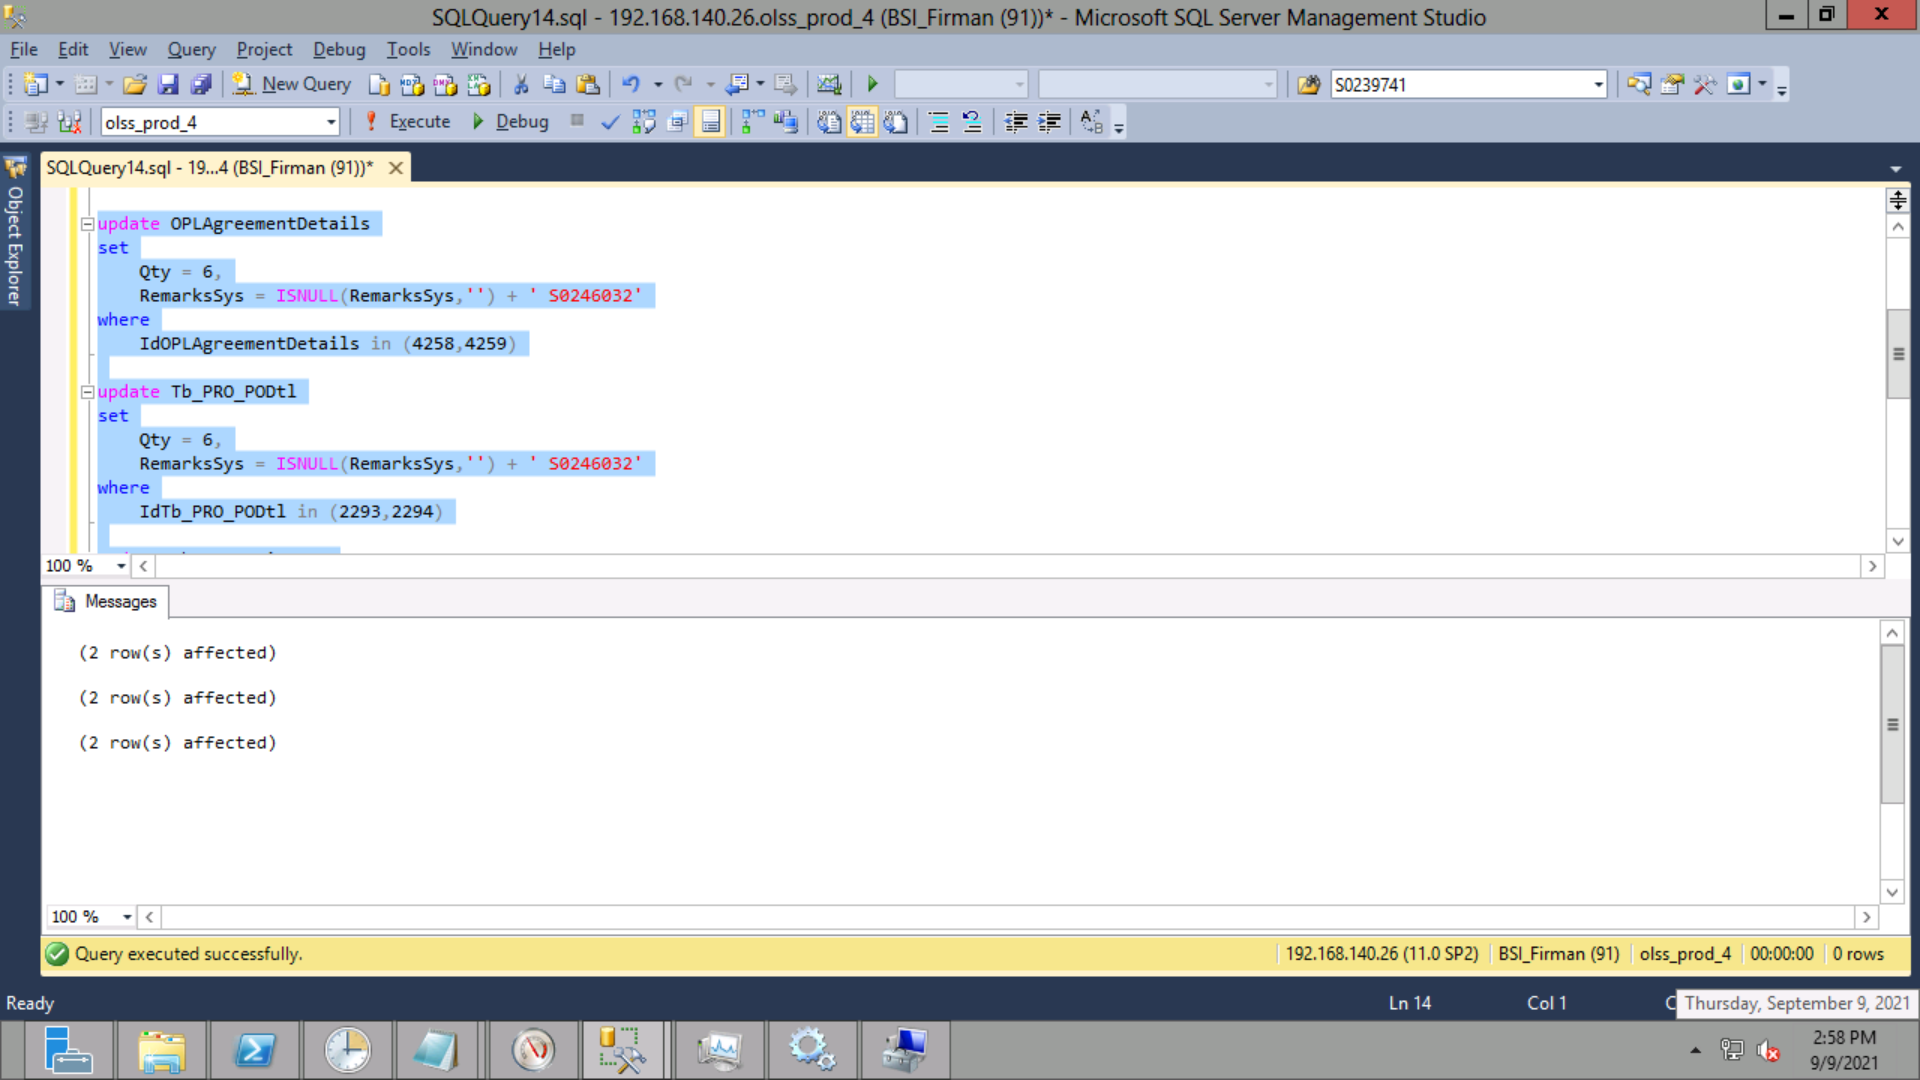 SQLQuery14.sql - 192.168.140.26.olss_prod_4 (BSI_Firman (91))* - Microsoft SQL Server Management Studio
File Edit View Query Project Debug Tools Window Help
New Query
S0239741
olss_prod_4
Execute
Debug
SQLQuery14.sql - 19...4 (BSI_Firman (91))*
Object Explorer
update OPLAgreementDetails
set
Qty = 6,
RemarksSys = ISNULL(RemarksSys,'') + ' S0246032'
where
IdOPLAgreementDetails in (4258,4259)
update Tb_PRO_PODtl
set
Qty = 6,
RemarksSys = ISNULL(RemarksSys,'') + ' S0246032'
where
IdTb_PRO_PODtl in (2293,2294)
100 %
Messages
(2 row(s) affected)
(2 row(s) affected)
(2 row(s) affected)
100 %
Query executed successfully.
192.168.140.26 (11.0 SP2)
BSI_Firman (91)
olss_prod_4
00:00:00
0 rows
Ready
Ln 14
Col 1
Thursday, September 9, 2021
2:58 PM
9/9/2021